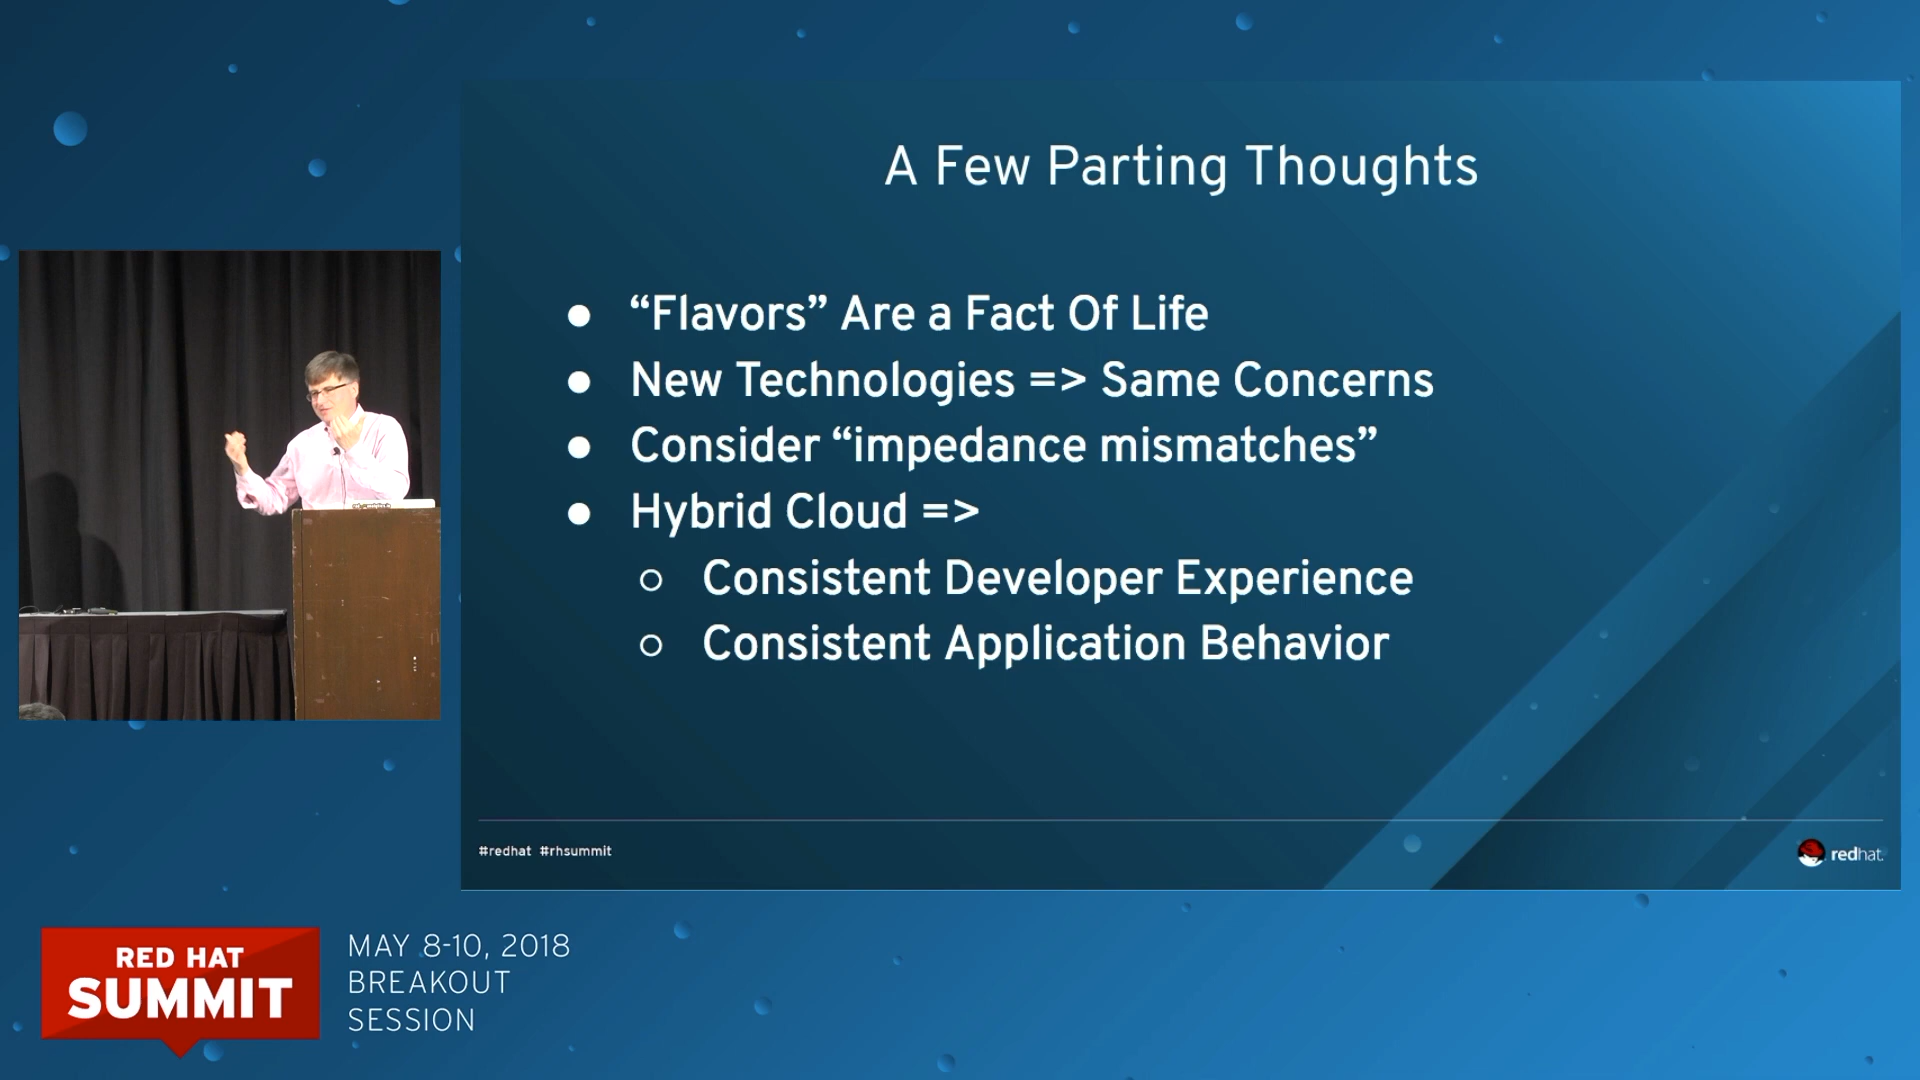 A Few Parting Thoughts
● “Flavors” Are a Fact Of Life
● New Technologies => Same Concerns
● Consider “impedance mismatches”
● Hybrid Cloud =>
○ Consistent Developer Experience
○ Consistent Application Behavior
#redhat #rhsummit
redhat.
RED HAT
SUMMIT
MAY 8-10, 2018
BREAKOUT
SESSION